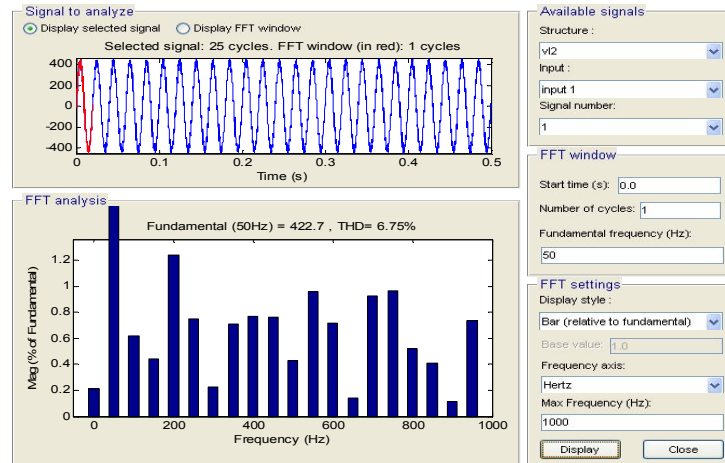 Signal to analyze
Display selected signal Display FFT window
Selected signal: 25 cycles. FFT window (in red): 1 cycles
400
200
0
-200
-400
0 0.1 0.2 0.3 0.4 0.5
Time (s)
FFT analysis
Fundamental (50Hz) = 422.7 , THD= 6.75%
1.2
1
0.8
0.6
0.4
0.2
0
Mag (% of Fundamental)
0 200 400 600 800 1000
Frequency (Hz)
Available signals
Structure :
vl2
Input :
input 1
Signal number:
1
FFT window
Start time (s): 0.0
Number of cycles: 1
Fundamental frequency (Hz):
50
FFT settings
Display style :
Bar (relative to fundamental)
Base value: 1.0
Frequency axis:
Hertz
Max Frequency (Hz):
1000
Display Close